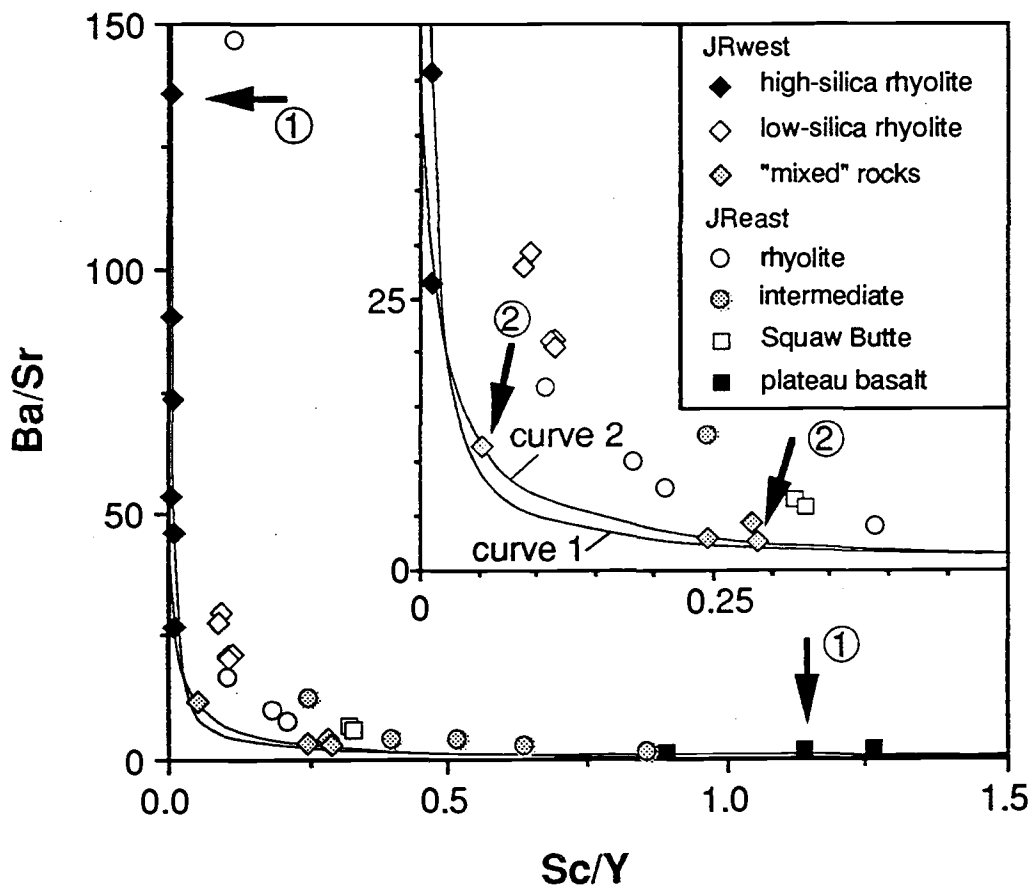 150
100
50
0
Ba/Sr
0.0
0.5
1.0
1.5
Sc/Y
1
1
25
0
0
0.25
2
2
curve 2
curve 1
JRwest
high-silica rhyolite
low-silica rhyolite
"mixed" rocks
JReast
rhyolite
intermediate
Squaw Butte
plateau basalt